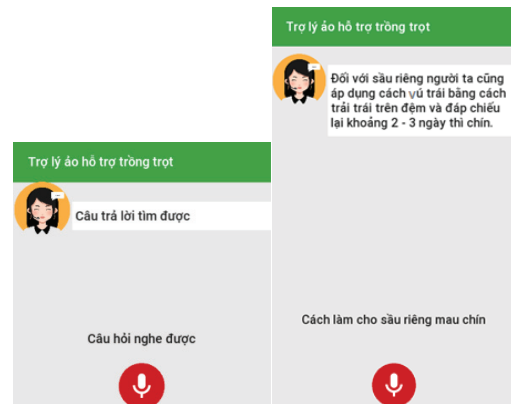 Trợ lý ảo hỗ trợ trồng trọt
Câu trả lời tìm được
Câu hỏi nghe được
Trợ lý ảo hỗ trợ trồng trọt
Đối với sầu riêng người ta cũng
áp dụng cách vú trái bằng cách
trải trái trên đệm và đáp chiếu
lại khoảng 2 - 3 ngày thì chín.
Cách làm cho sầu riêng mau chín